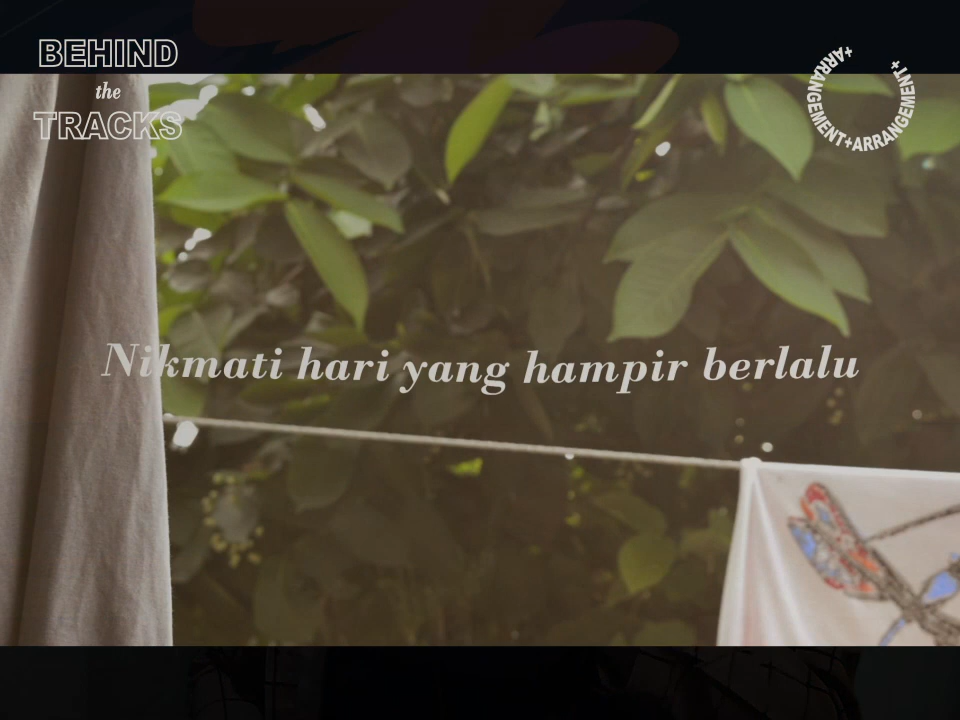 BEHIND
the
TRACKS
+ARRANGEMENT+ARRANGEMENT+
Nikmati hari yang hampir berlalu